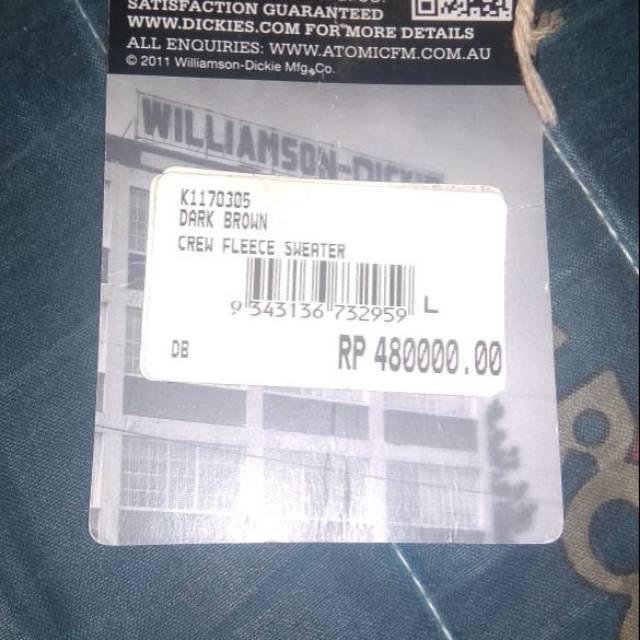 SATISFACTION GUARANTEED
WWW.DICKIES.COM FOR MORE DETAILS
ALL ENQUIRIES: WWW.ATOMICFM.COM.AU
© 2011 Williamson-Dickie Mfg. Co.
WILLIAMSON-DICKIE
K1170305
DARK BROWN
CREW FLEECE SWEATER
9 343136 732959 L
DB
RP 480000.00